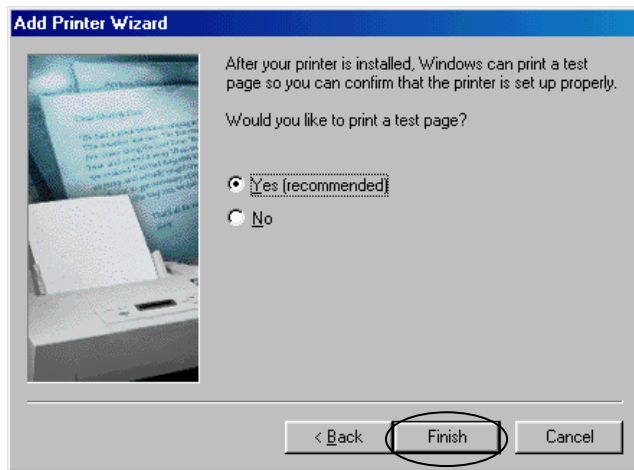 Add Printer Wizard
After your printer is installed, Windows can print a test
page so you can confirm that the printer is set up properly.
Would you like to print a test page?
Yes (recommended)
No
< Back
Finish
Cancel